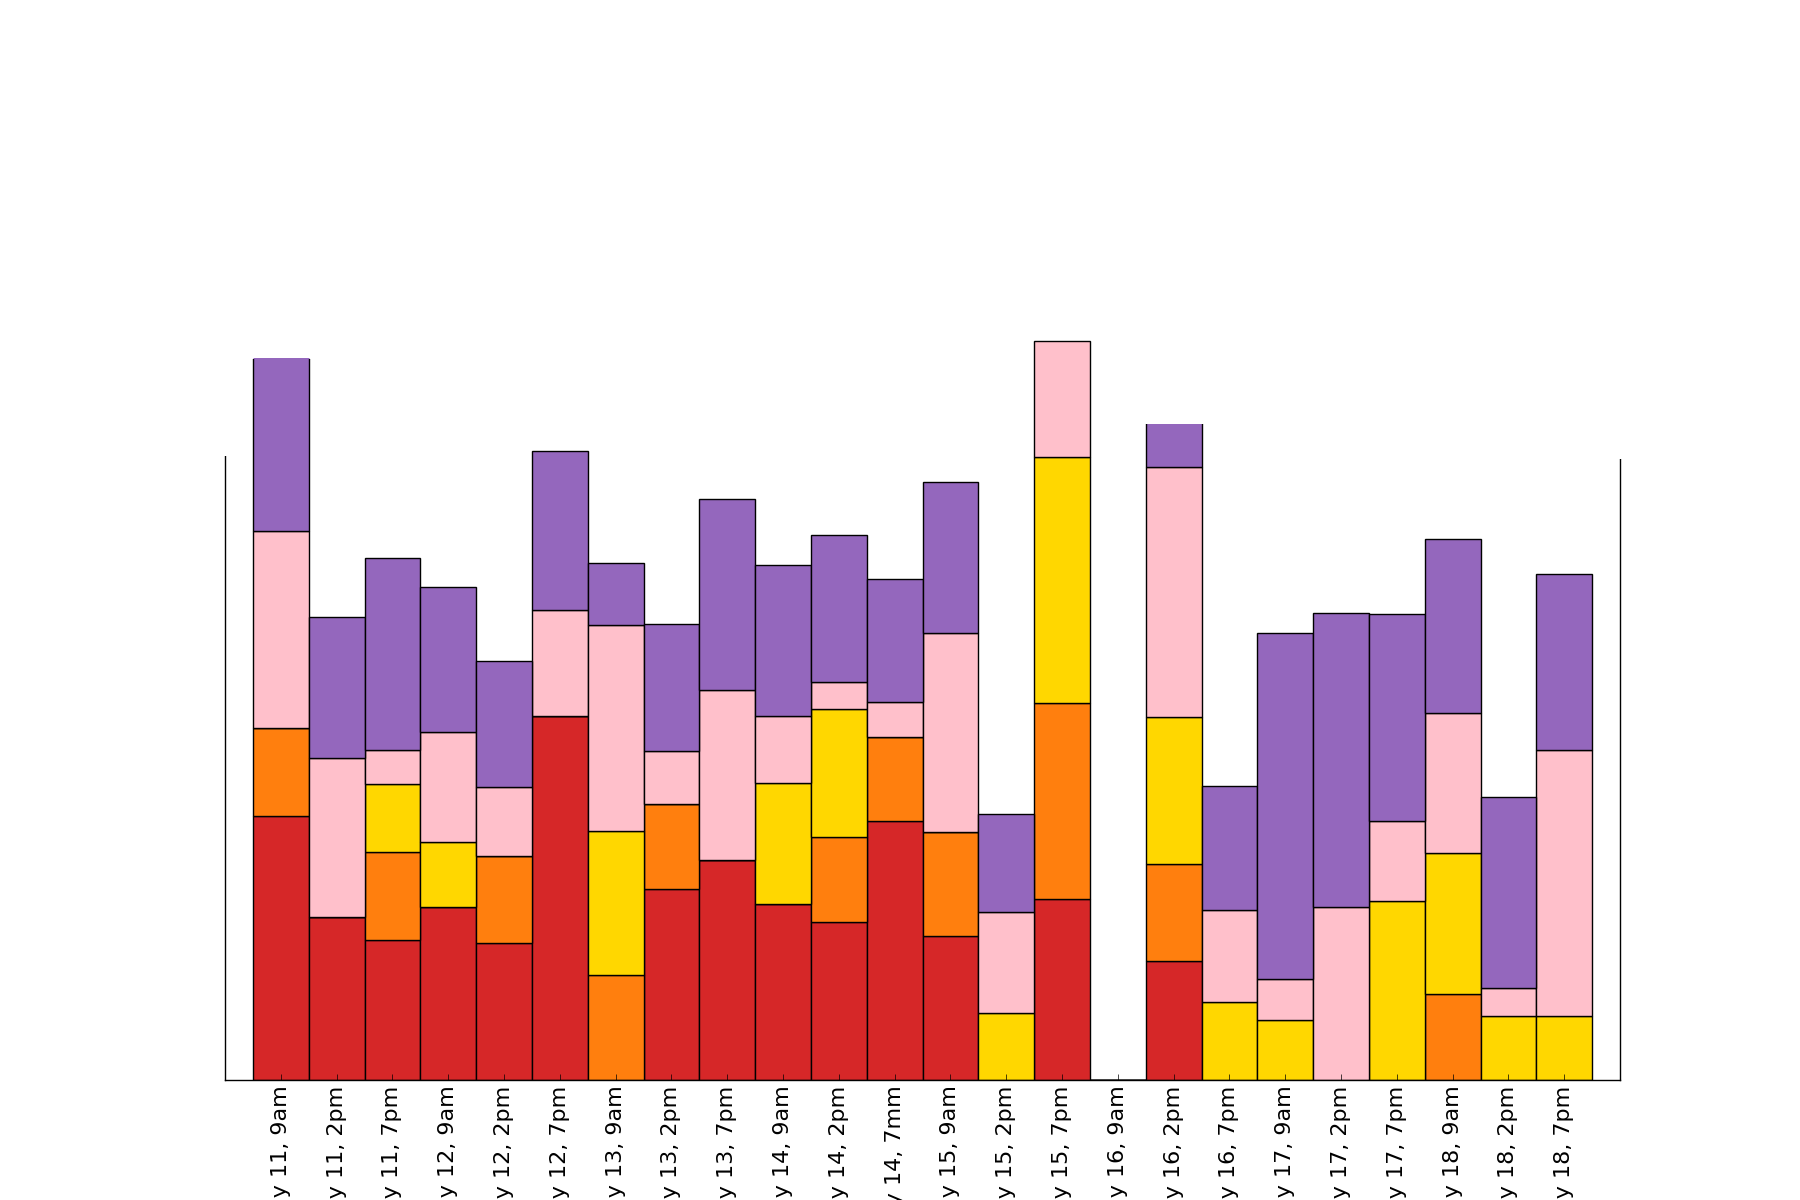 y 11, 9am
y 11, 2pm
y 11, 7pm
y 12, 9am
y 12, 2pm
y 12, 7pm
y 13, 9am
y 13, 2pm
y 13, 7pm
y 14, 9am
y 14, 2pm
y 14, 7mm
y 15, 9am
y 15, 2pm
y 15, 7pm
y 16, 9am
y 16, 2pm
y 16, 7pm
y 17, 9am
y 17, 2pm
y 17, 7pm
y 18, 9am
y 18, 2pm
y 18, 7pm